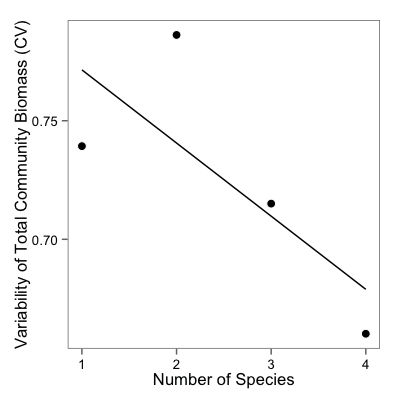 Variability of Total Community Biomass (CV)
0.75
0.70
1 2 3 4
Number of Species